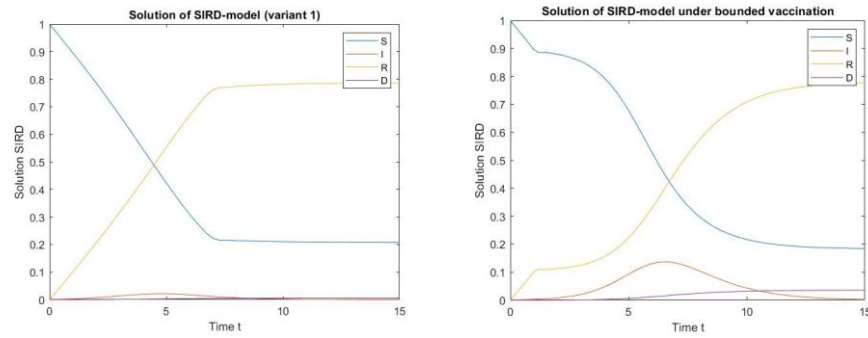 Solution of SIRD-model (variant 1)
1
0.9
0.8
0.7
0.6
0.5
0.4
0.3
0.2
0.1
0
Solution SIRD
S
I
R
D
0 5 10 15
Time t
Solution of SIRD-model under bounded vaccination
1
0.9
0.8
0.7
0.6
0.5
0.4
0.3
0.2
0.1
0
Solution SIRD
S
I
R
D
0 5 10 15
Time t